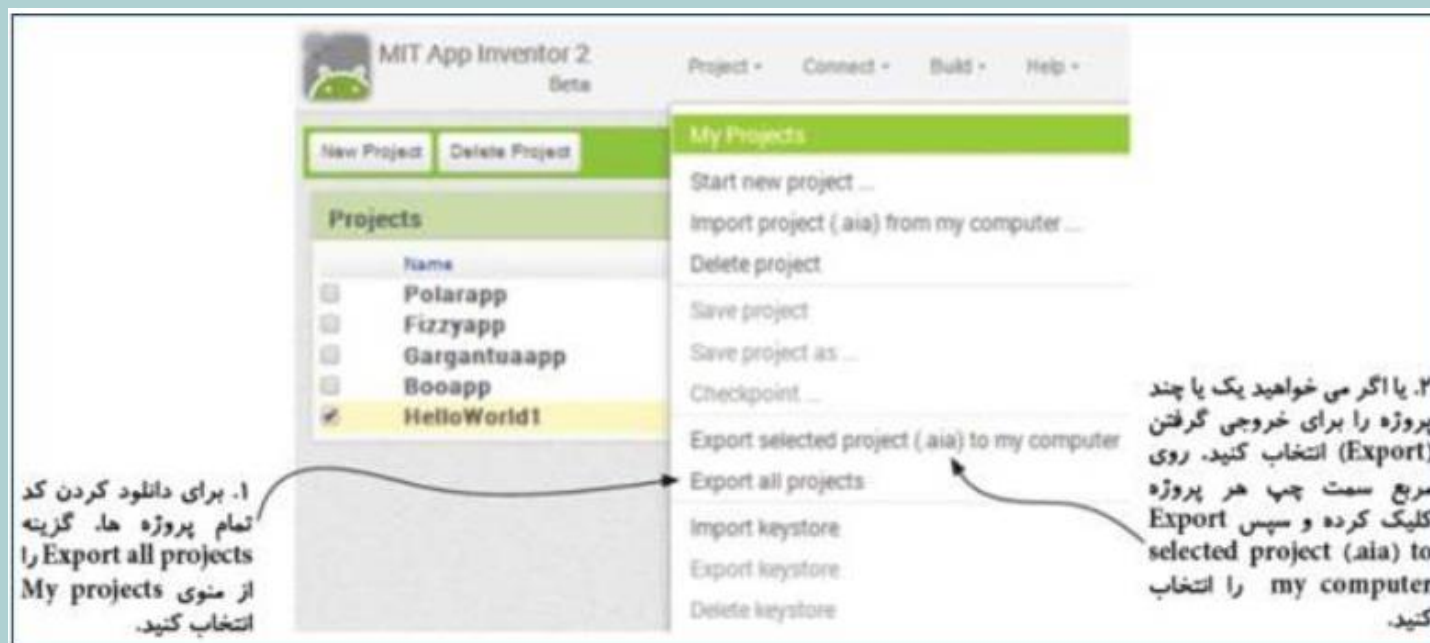 MIT App Inventor 2
Beta
Project
Connect
Build
Help
New Project
Delete Project
My Projects
Start new project ...
Import project (.aia) from my computer ...
Delete project
Save project
Save project as ...
Checkpoint ...
Export selected project (.aia) to my computer
Export all projects
Import keystore
Export keystore
Delete keystore
Projects
Name
Polarapp
Fizzyapp
Gargantuaapp
Booapp
HelloWorld1
۱. برای دانلود کردن کد
تمام پروژه ها، گزینه
Export all projects را
از منوی My projects
انتخاب کنید.
۲. یا اگر می خواهید یک یا چند
پروژه را برای خروجی گرفتن
(Export) انتخاب کنید، روی
مربع سمت چپ هر پروژه
کلیک کرده و سپس Export
selected project (.aia) to
my computer را انتخاب
کنید.